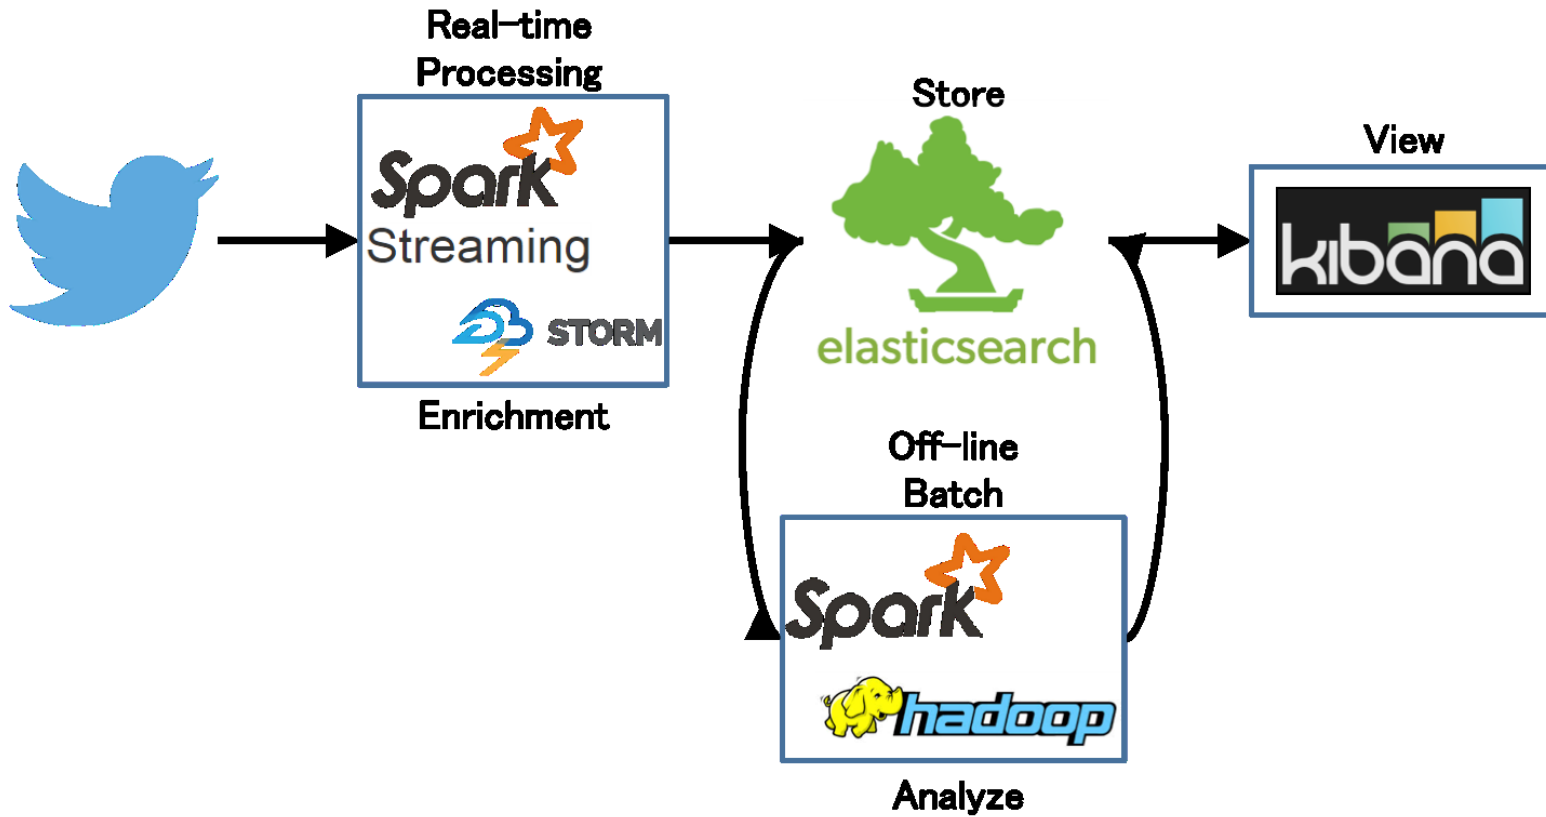 Real-time
Processing
Spark
Streaming
STORM
Enrichment
Store
elasticsearch
View
kibana
Off-line
Batch
Spark
hadoop
Analyze